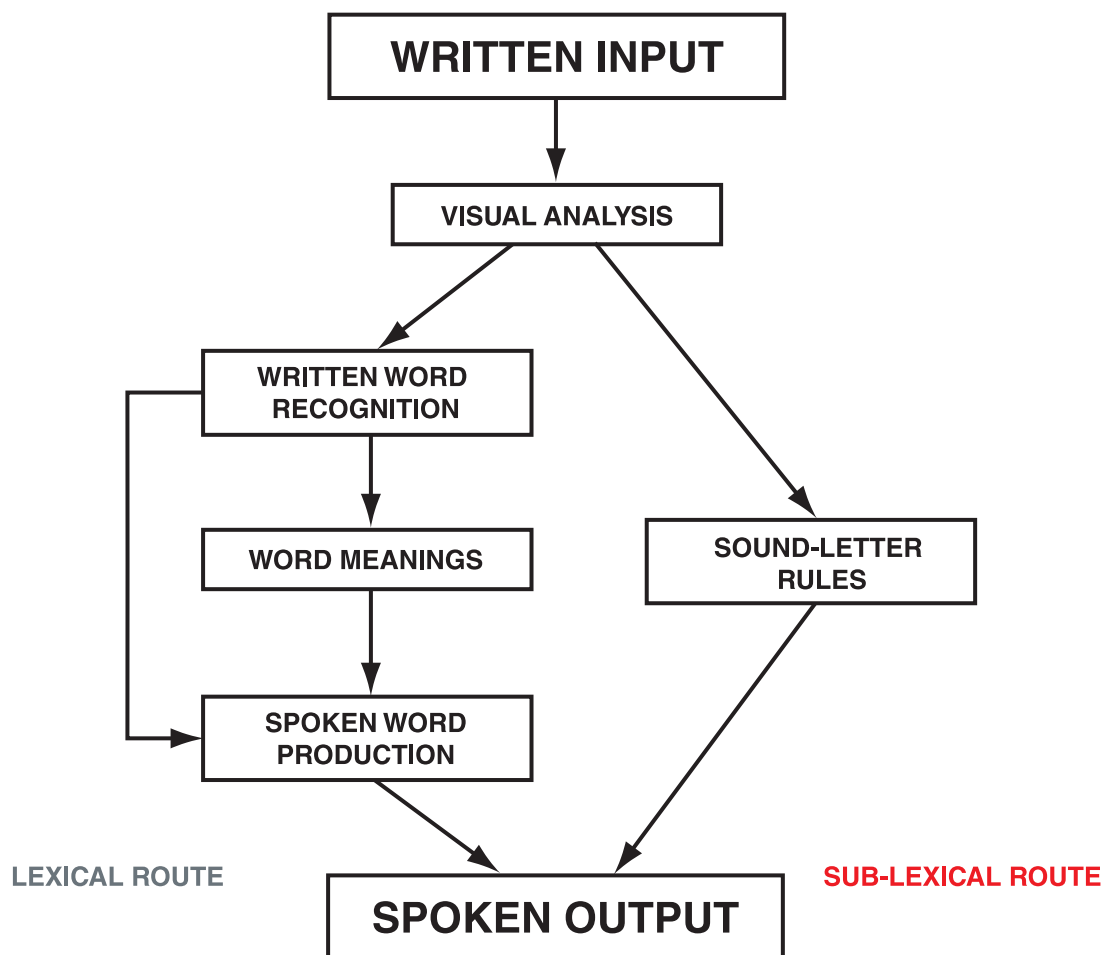 WRITTEN INPUT
VISUAL ANALYSIS
WRITTEN WORD
RECOGNITION
WORD MEANINGS
SOUND-LETTER
RULES
SPOKEN WORD
PRODUCTION
LEXICAL ROUTE
SUB-LEXICAL ROUTE
SPOKEN OUTPUT